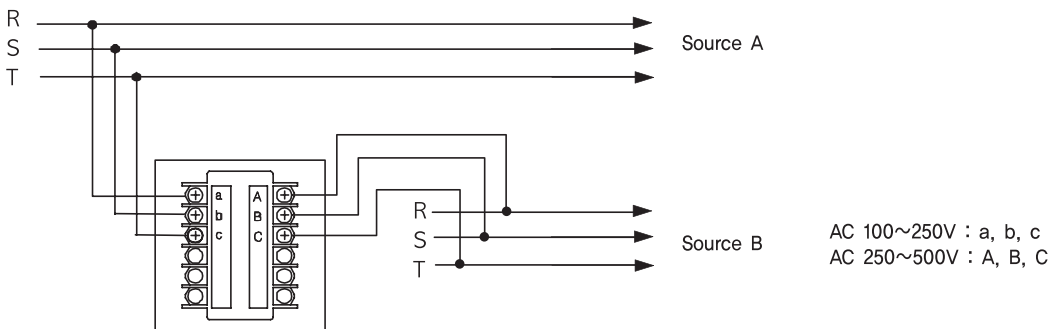 R
S
T
Source A
a A
b B
c C
R
S
T
Source B
AC 100~250V : a, b, c
AC 250~500V : A, B, C